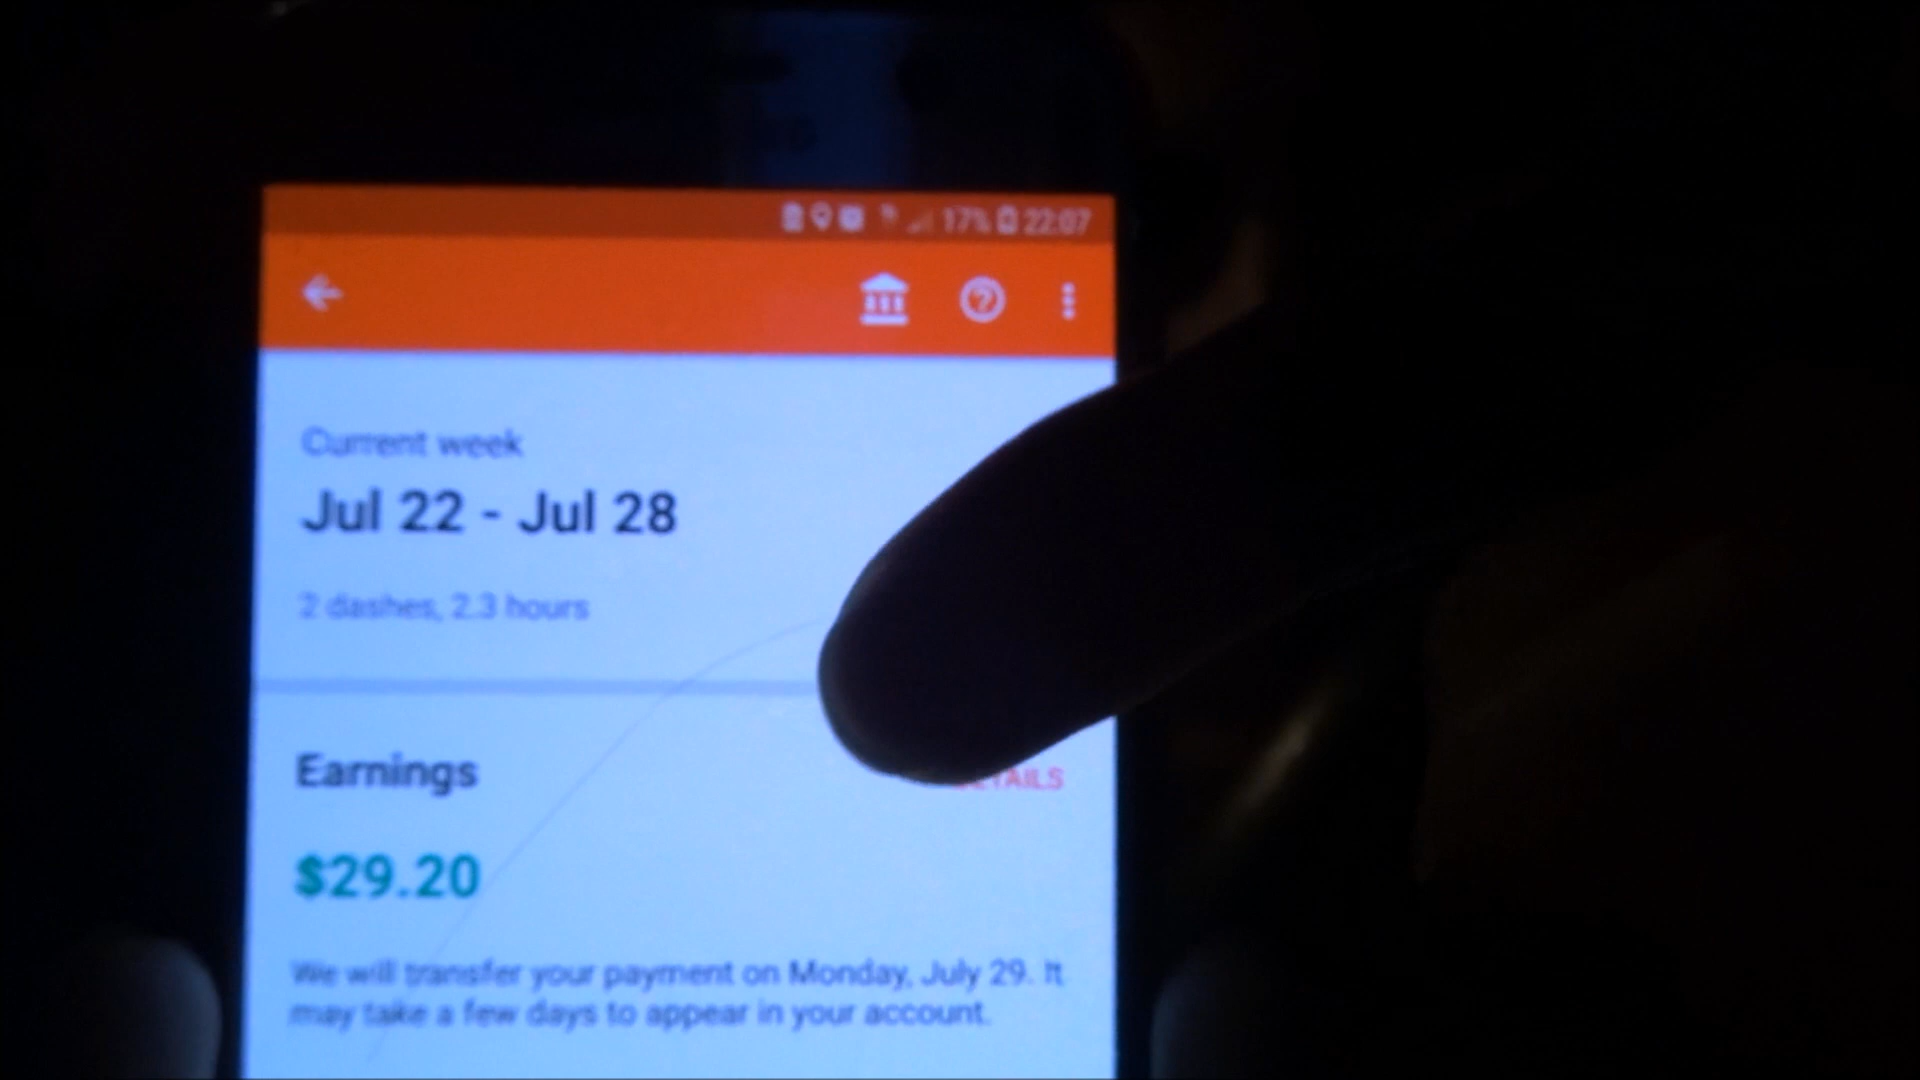 17% 22:07
Current week
Jul 22 - Jul 28
2 dashes, 2.3 hours
Earnings
$29.20
We will transfer your payment on Monday, July 29. It
may take a few days to appear in your account.